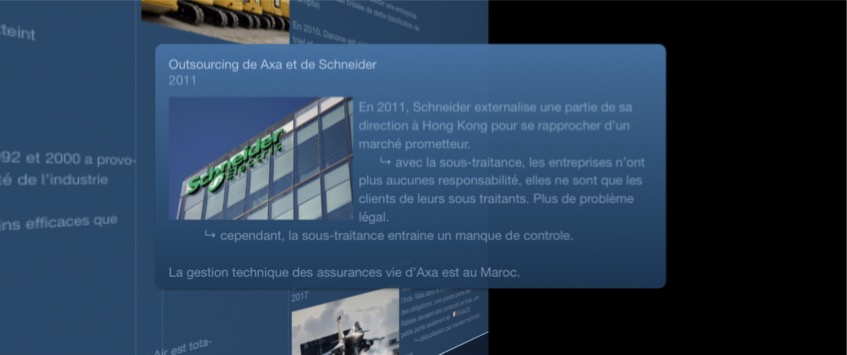 tteint
992 et 2000 a provo-
té de l'industrie
ins efficaces que
En 2010, Danone est
Outsourcing de Axa et de Schneider
2011
Schneider
Electric
En 2011, Schneider externalise une partie de sa
direction à Hong Kong pour se rapprocher d'un
marché prometteur.
↳ avec la sous-traitance, les entreprises n'ont
plus aucunes responsabilité, elles ne sont que les
clients de leurs sous traitants. Plus de problème
légal.
↳ cependant, la sous-traitance entraine un manque de controle.
La gestion technique des assurances vie d'Axa est au Maroc.
2017
Air est tota-